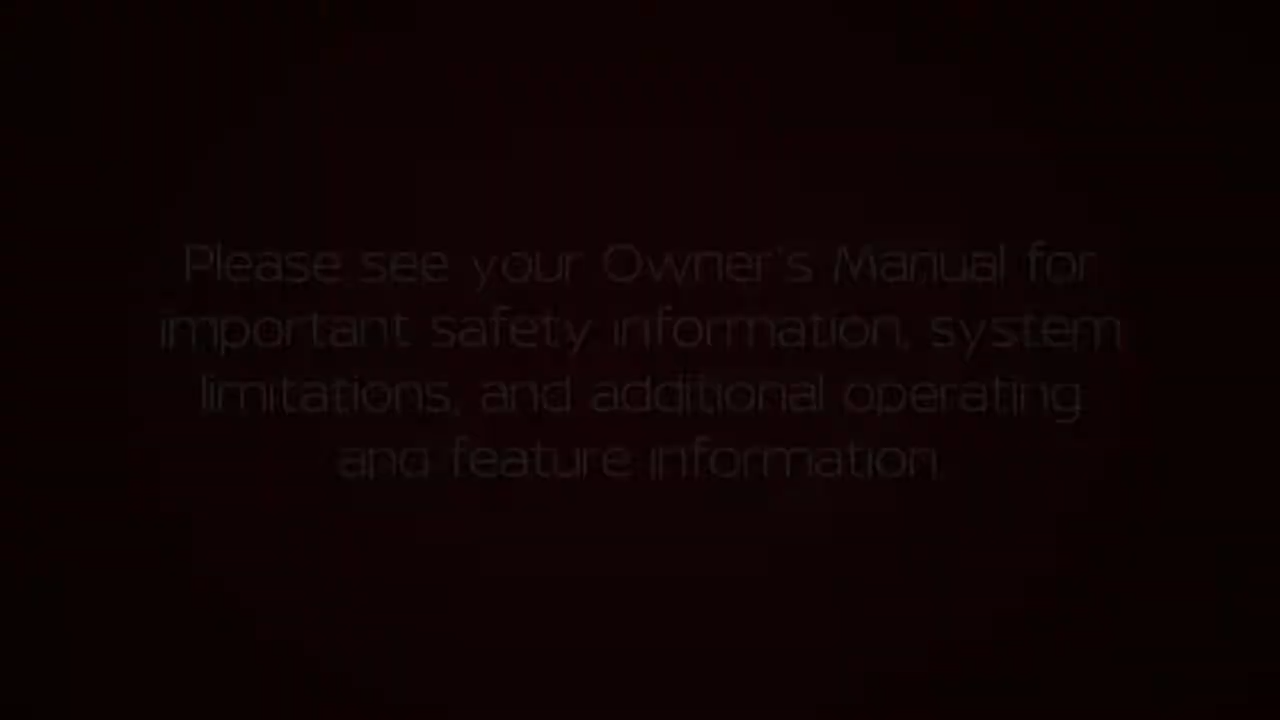 Please see your Owner's Manual for
important safety information, system
limitations, and additional operating
and feature information.